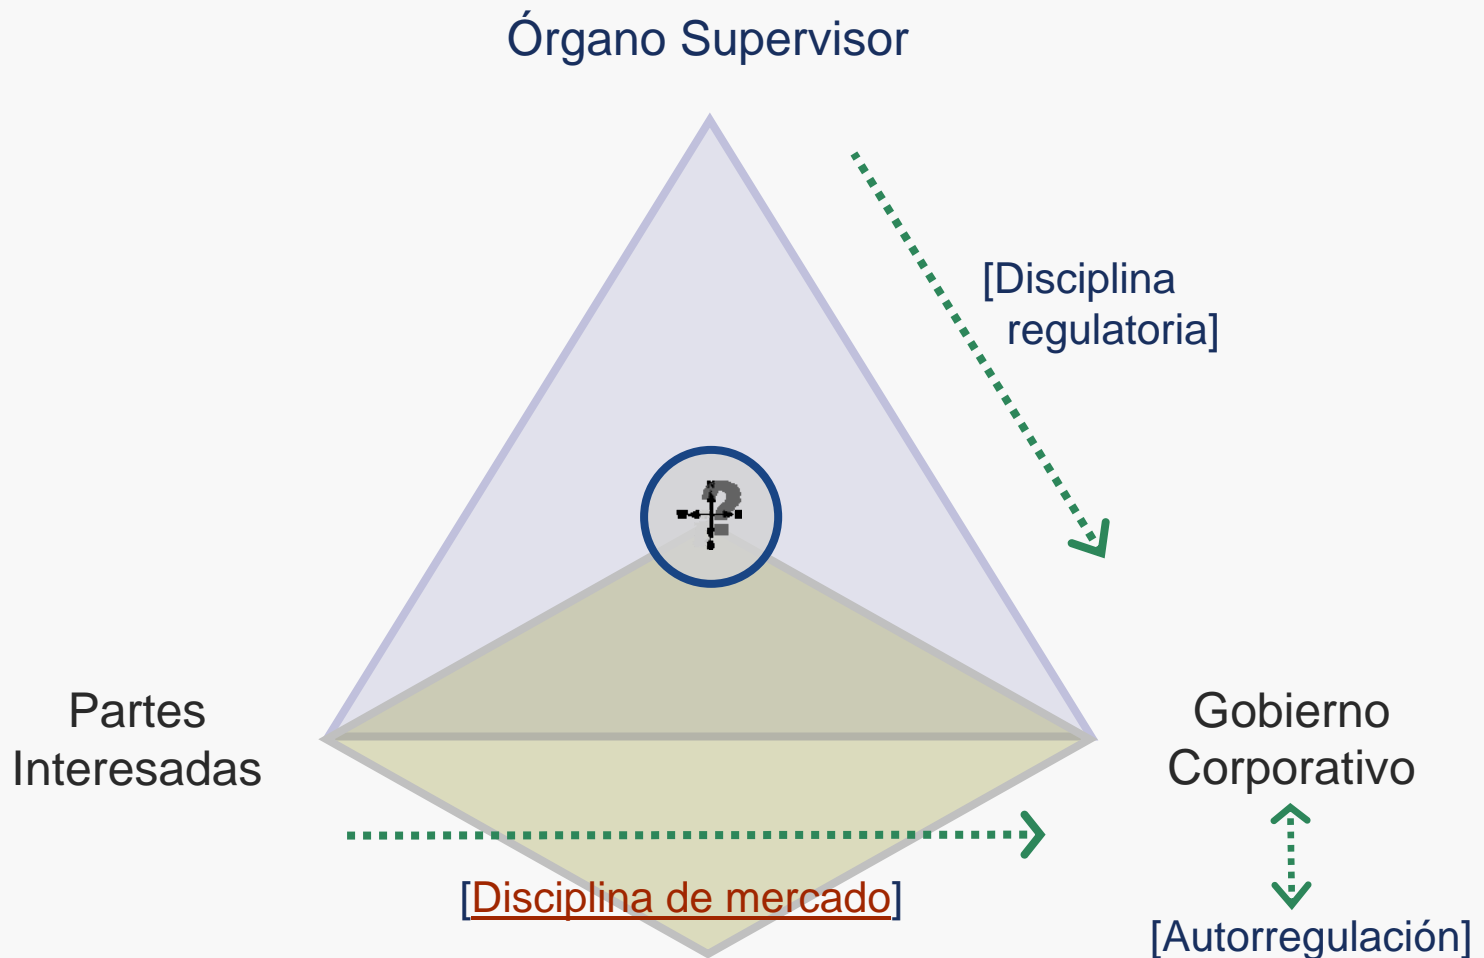 Órgano Supervisor
[Disciplina
regulatoria]
N
?
Partes
Interesadas
Gobierno
Corporativo
[Disciplina de mercado]
[Autorregulación]